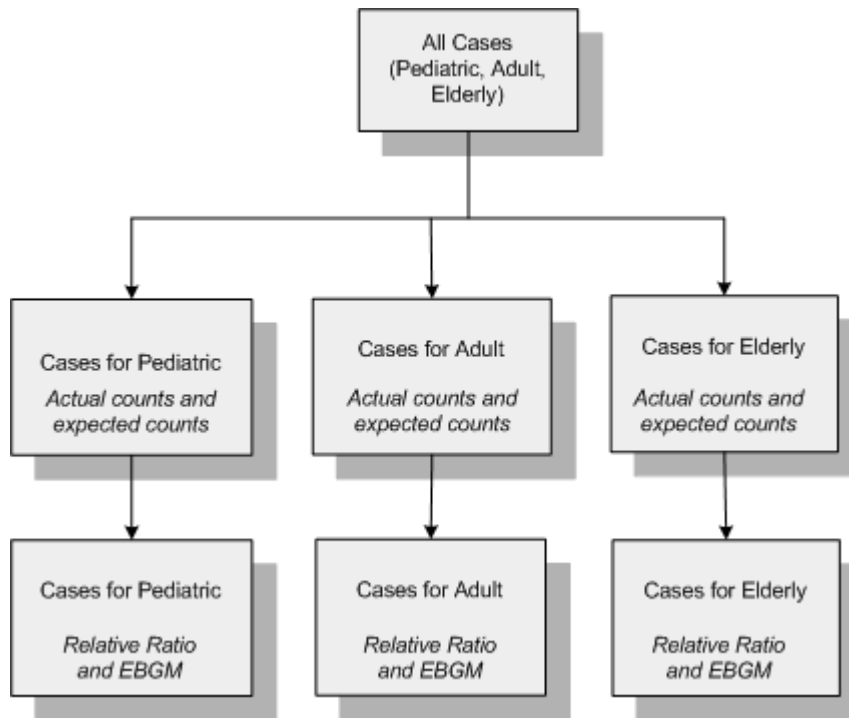 All Cases
(Pediatric, Adult,
Elderly)
Cases for Pediatric
Actual counts and
expected counts
Cases for Adult
Actual counts and
expected counts
Cases for Elderly
Actual counts and
expected counts
Cases for Pediatric
Relative Ratio
and EBGM
Cases for Adult
Relative Ratio
and EBGM
Cases for Elderly
Relative Ratio
and EBGM